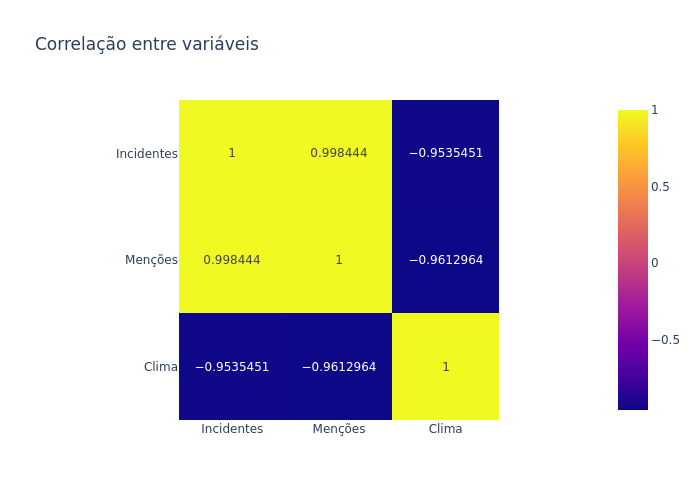 Correlação entre variáveis
Incidentes 1 0.998444 −0.9535451
Menções 0.998444 1 −0.9612964
Clima −0.9535451 −0.9612964 1
Incidentes Menções Clima
1
0.5
0
−0.5